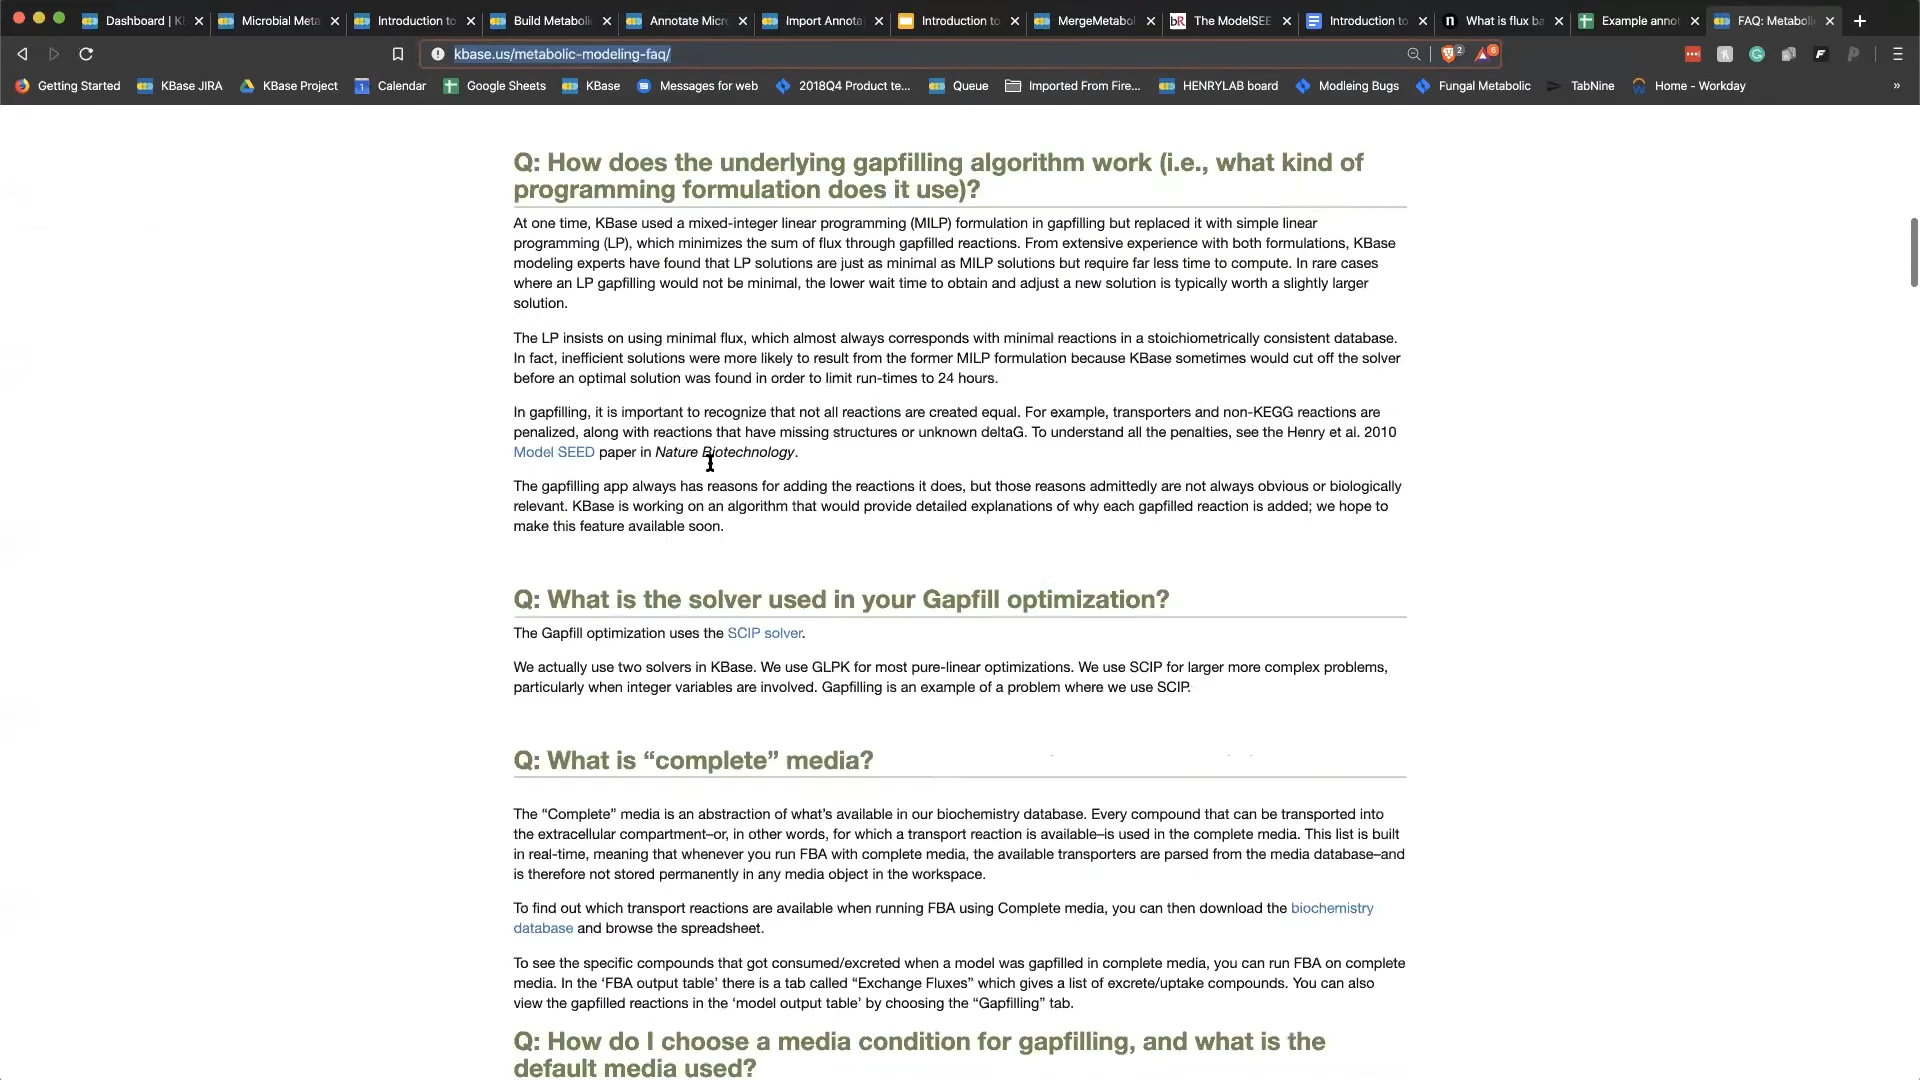 Dashboard | K
Microbial Meta
Introduction to
Build Metabolic
Annotate Micro
Import Annota
Introduction to
MergeMetabol
bR The ModelSEE
Introduction to
n What is flux ba
Example annot
FAQ: Metaboli
kbase.us/metabolic-modeling-faq/
2
6
Getting Started
KBase JIRA
KBase Project
Calendar
Google Sheets
KBase
Messages for web
2018Q4 Product te...
Queue
Imported From Fire...
HENRYLAB board
Modleing Bugs
Fungal Metabolic
TabNine
Home - Workday
»
Q: How does the underlying gapfilling algorithm work (i.e., what kind of
programming formulation does it use)?
At one time, KBase used a mixed-integer linear programming (MILP) formulation in gapfilling but replaced it with simple linear
programming (LP), which minimizes the sum of flux through gapfilled reactions. From extensive experience with both formulations, KBase
modeling experts have found that LP solutions are just as minimal as MILP solutions but require far less time to compute. In rare cases
where an LP gapfilling would not be minimal, the lower wait time to obtain and adjust a new solution is typically worth a slightly larger
solution.
The LP insists on using minimal flux, which almost always corresponds with minimal reactions in a stoichiometrically consistent database.
In fact, inefficient solutions were more likely to result from the former MILP formulation because KBase sometimes would cut off the solver
before an optimal solution was found in order to limit run-times to 24 hours.
In gapfilling, it is important to recognize that not all reactions are created equal. For example, transporters and non-KEGG reactions are
penalized, along with reactions that have missing structures or unknown deltaG. To understand all the penalties, see the Henry et al. 2010
Model SEED paper in Nature Biotechnology.
The gapfilling app always has reasons for adding the reactions it does, but those reasons admittedly are not always obvious or biologically
relevant. KBase is working on an algorithm that would provide detailed explanations of why each gapfilled reaction is added; we hope to
make this feature available soon.
Q: What is the solver used in your Gapfill optimization?
The Gapfill optimization uses the SCIP solver.
We actually use two solvers in KBase. We use GLPK for most pure-linear optimizations. We use SCIP for larger more complex problems,
particularly when integer variables are involved. Gapfilling is an example of a problem where we use SCIP.
Q: What is “complete” media?
The “Complete” media is an abstraction of what’s available in our biochemistry database. Every compound that can be transported into
the extracellular compartment–or, in other words, for which a transport reaction is available–is used in the complete media. This list is built
in real-time, meaning that whenever you run FBA with complete media, the available transporters are parsed from the media database–and
is therefore not stored permanently in any media object in the workspace.
To find out which transport reactions are available when running FBA using Complete media, you can then download the biochemistry
database and browse the spreadsheet.
To see the specific compounds that got consumed/excreted when a model was gapfilled in complete media, you can run FBA on complete
media. In the ‘FBA output table’ there is a tab called “Exchange Fluxes” which gives a list of excrete/uptake compounds. You can also
view the gapfilled reactions in the ‘model output table’ by choosing the “Gapfilling” tab.
Q: How do I choose a media condition for gapfilling, and what is the
default media used?